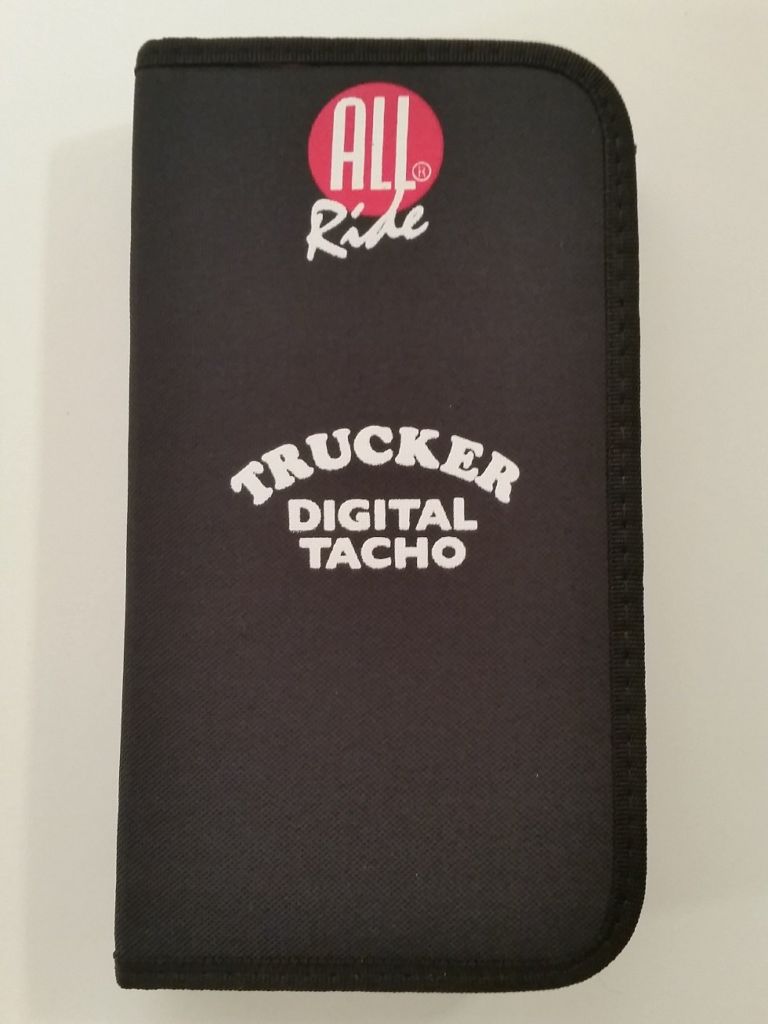 ALL®
Ride
TRUCKER
DIGITAL
TACHO